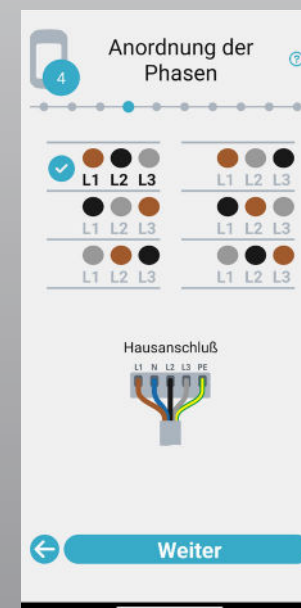 Anordnung der
Phasen
4
?
L1 L2 L3
L1 L2 L3
L1 L2 L3
L1 L2 L3
L1 L2 L3
L1 L2 L3
Hausanschluß
L1 N L2 L3 PE
Weiter